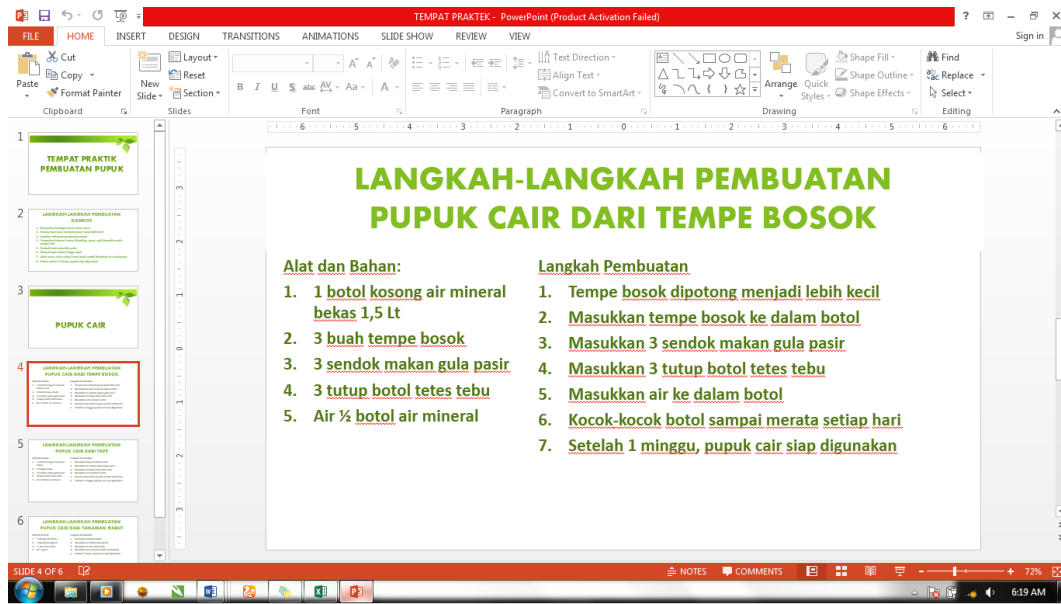 TEMPAT PRAKTEK - PowerPoint (Product Activation Failed)
FILE HOME INSERT DESIGN TRANSITIONS ANIMATIONS SLIDE SHOW REVIEW VIEW Sign in
Paste
Cut
Copy
Format Painter
Clipboard
New
Slide
Layout
Reset
Section
Slides
B I U S abc AV Aa A
Font
Paragraph
Text Direction
Align Text
Convert to SmartArt
Arrange
Quick
Styles
Shape Fill
Shape Outline
Shape Effects
Drawing
Find
Replace
Select
Editing
1
TEMPAT PRAKTIK
PEMBUATAN PUPUK
2
LANGKAH-LANGKAH PEMBUATAN
KOMPOS
3
PUPUK CAIR
4
LANGKAH-LANGKAH PEMBUATAN
PUPUK CAIR DARI TEMPE BOSOK
5
LANGKAH-LANGKAH PEMBUATAN
PUPUK CAIR DARI TAPE
6
LANGKAH-LANGKAH PEMBUATAN
PUPUK CAIR DARI TANAMAN RABUT
LANGKAH-LANGKAH PEMBUATAN
PUPUK CAIR DARI TEMPE BOSOK
Alat dan Bahan:
1. 1 botol kosong air mineral
bekas 1,5 Lt
2. 3 buah tempe bosok
3. 3 sendok makan gula pasir
4. 3 tutup botol tetes tebu
5. Air ½ botol air mineral
Langkah Pembuatan
1. Tempe bosok dipotong menjadi lebih kecil
2. Masukkan tempe bosok ke dalam botol
3. Masukkan 3 sendok makan gula pasir
4. Masukkan 3 tutup botol tetes tebu
5. Masukkan air ke dalam botol
6. Kocok-kocok botol sampai merata setiap hari
7. Setelah 1 minggu, pupuk cair siap digunakan
SLIDE 4 OF 6 NOTES COMMENTS 72%
6:19 AM